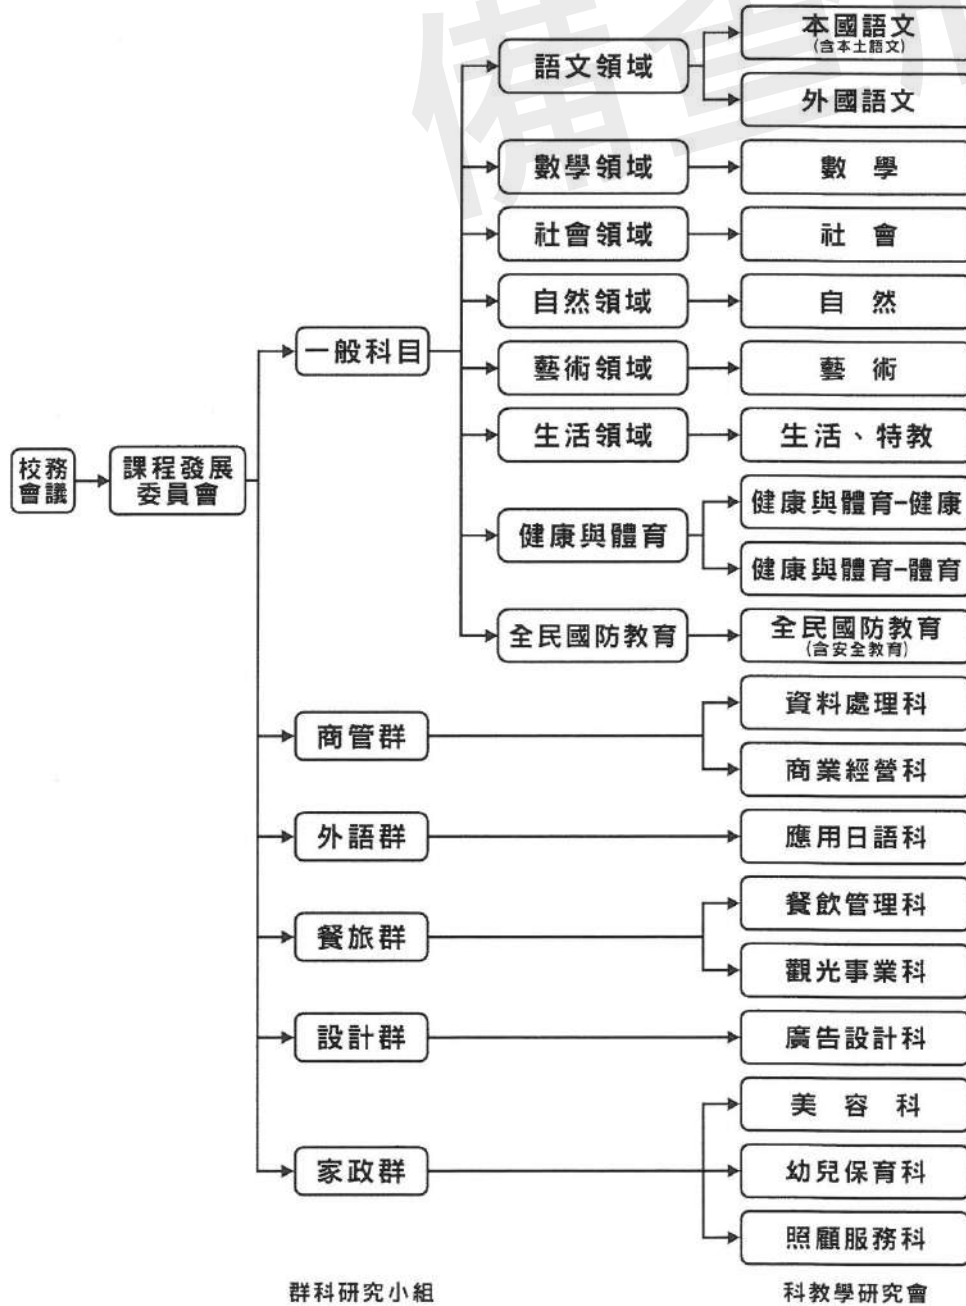 校務
會議
課程發展
委員會
一般科目
語文領域
本國語文
(含本土語文)
外國語文
數學領域
數學
社會領域
社會
自然領域
自然
藝術領域
藝術
生活領域
生活、特教
健康與體育
健康與體育-健康
健康與體育-體育
全民國防教育
全民國防教育
(含安全教育)
商管群
資料處理科
商業經營科
外語群
應用日語科
餐旅群
餐飲管理科
觀光事業科
設計群
廣告設計科
家政群
美容科
幼兒保育科
照顧服務科
群科研究小組
科教學研究會
備查